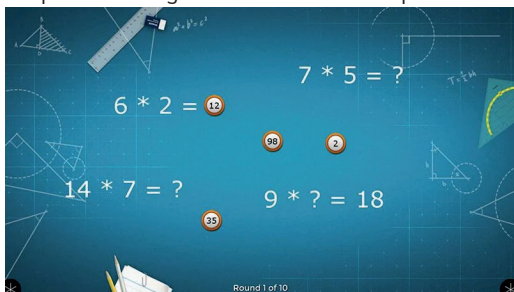 7 * 5 = ?
6 * 2 = 12
98
2
14 * 7 = ?
9 * ? = 18
35
Round 1 of 10